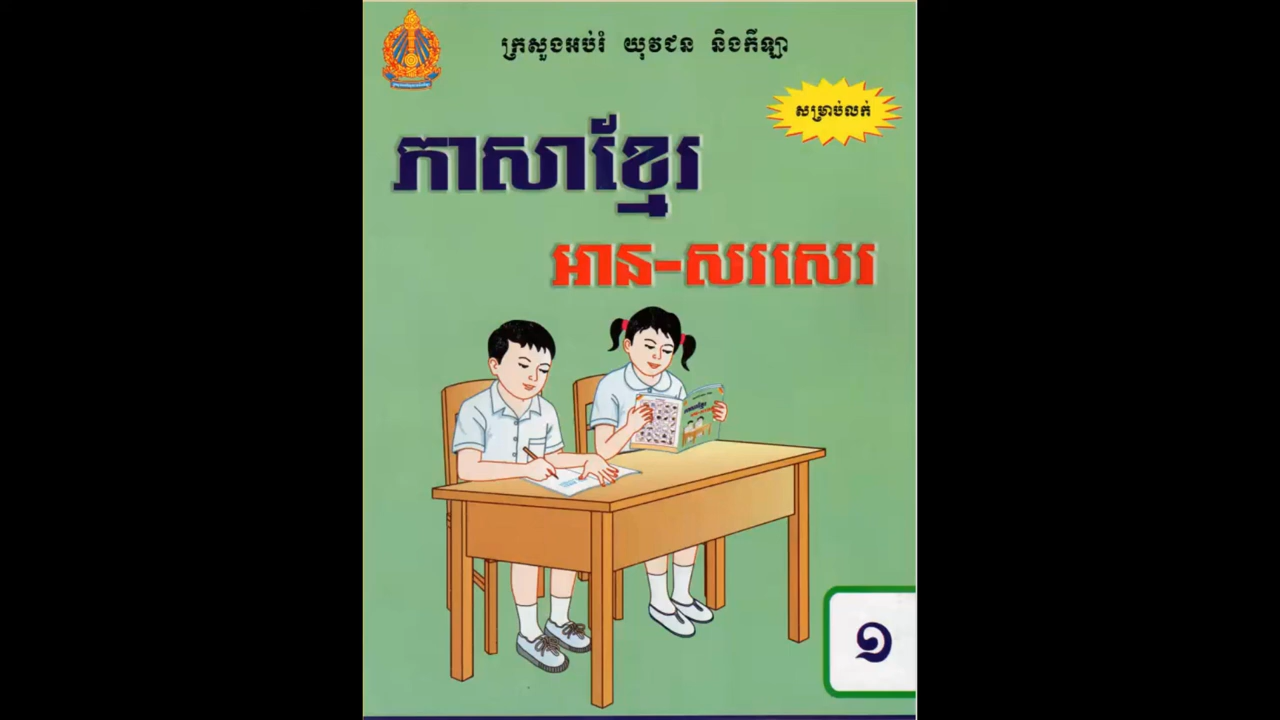 ក្រសួងអប់រំ យុវជន និងកីឡា
សម្រាប់លក់
ភាសាខ្មែរ
អាន-សរសេរ
១